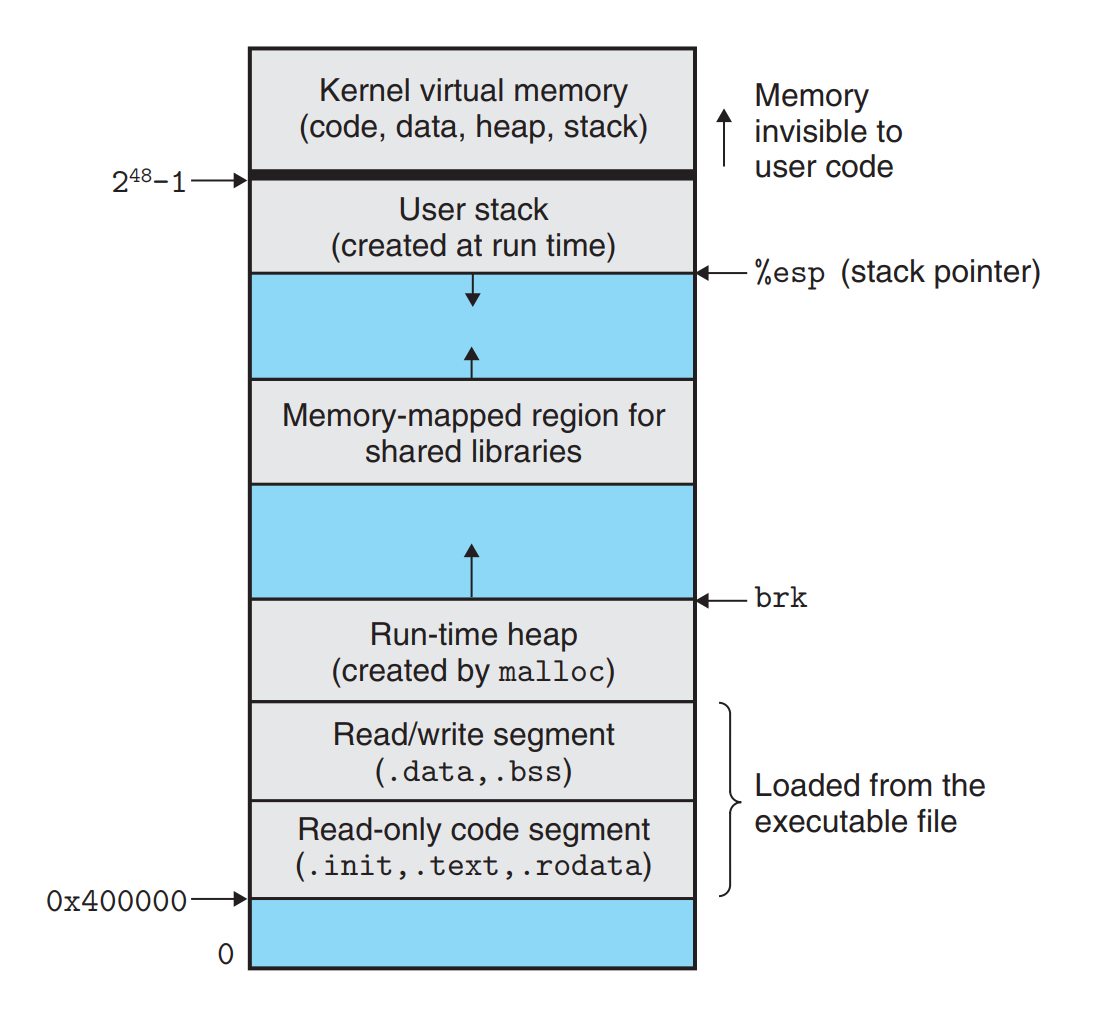 Kernel virtual memory
(code, data, heap, stack)
Memory
invisible to
user code
2⁴⁸-1
User stack
(created at run time)
%esp (stack pointer)
Memory-mapped region for
shared libraries
brk
Run-time heap
(created by malloc)
Read/write segment
(.data,.bss)
Loaded from the
executable file
Read-only code segment
(.init,.text,.rodata)
0x400000
0